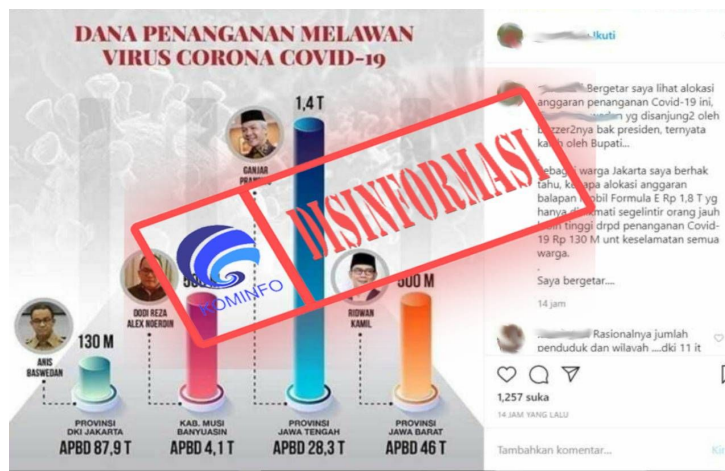 DANA PENANGANAN MELAWAN
VIRUS CORONA COVID-19
1,4 T
GANJAR
DISINFORMASI
KOMINFO
DODI REZA
ALEX NOERDIN
500 M
RIDWAN
KAMIL
ANIS
BASWEDAN
130 M
PROVINSI
DKI JAKARTA
APBD 87,9 T
KAB. MUSI
BANYUASIN
APBD 4,1 T
PROVINSI
JAWA TENGAH
APBD 28,3 T
PROVINSI
JAWA BARAT
APBD 46 T
Ikuti
Bergetar saya lihat alokasi
anggaran penanganan Covid-19 ini,
yg disanjung2 oleh
bak presiden, ternyata
oleh Bupati...
.
warga Jakarta saya berhak
tahu, alokasi anggaran
balapan mobil Formula E Rp 1,8 T yg
hanya segelintir orang jauh
tinggi drpd penanganan Covid-
19 Rp 130 M unt keselamatan semua
warga.
.
Saya bergetar....
14 jam
Rasionalnya jumlah
penduduk dan wilayah ....dki 11 it
1,257 suka
14 JAM YANG LALU
Tambahkan komentar...